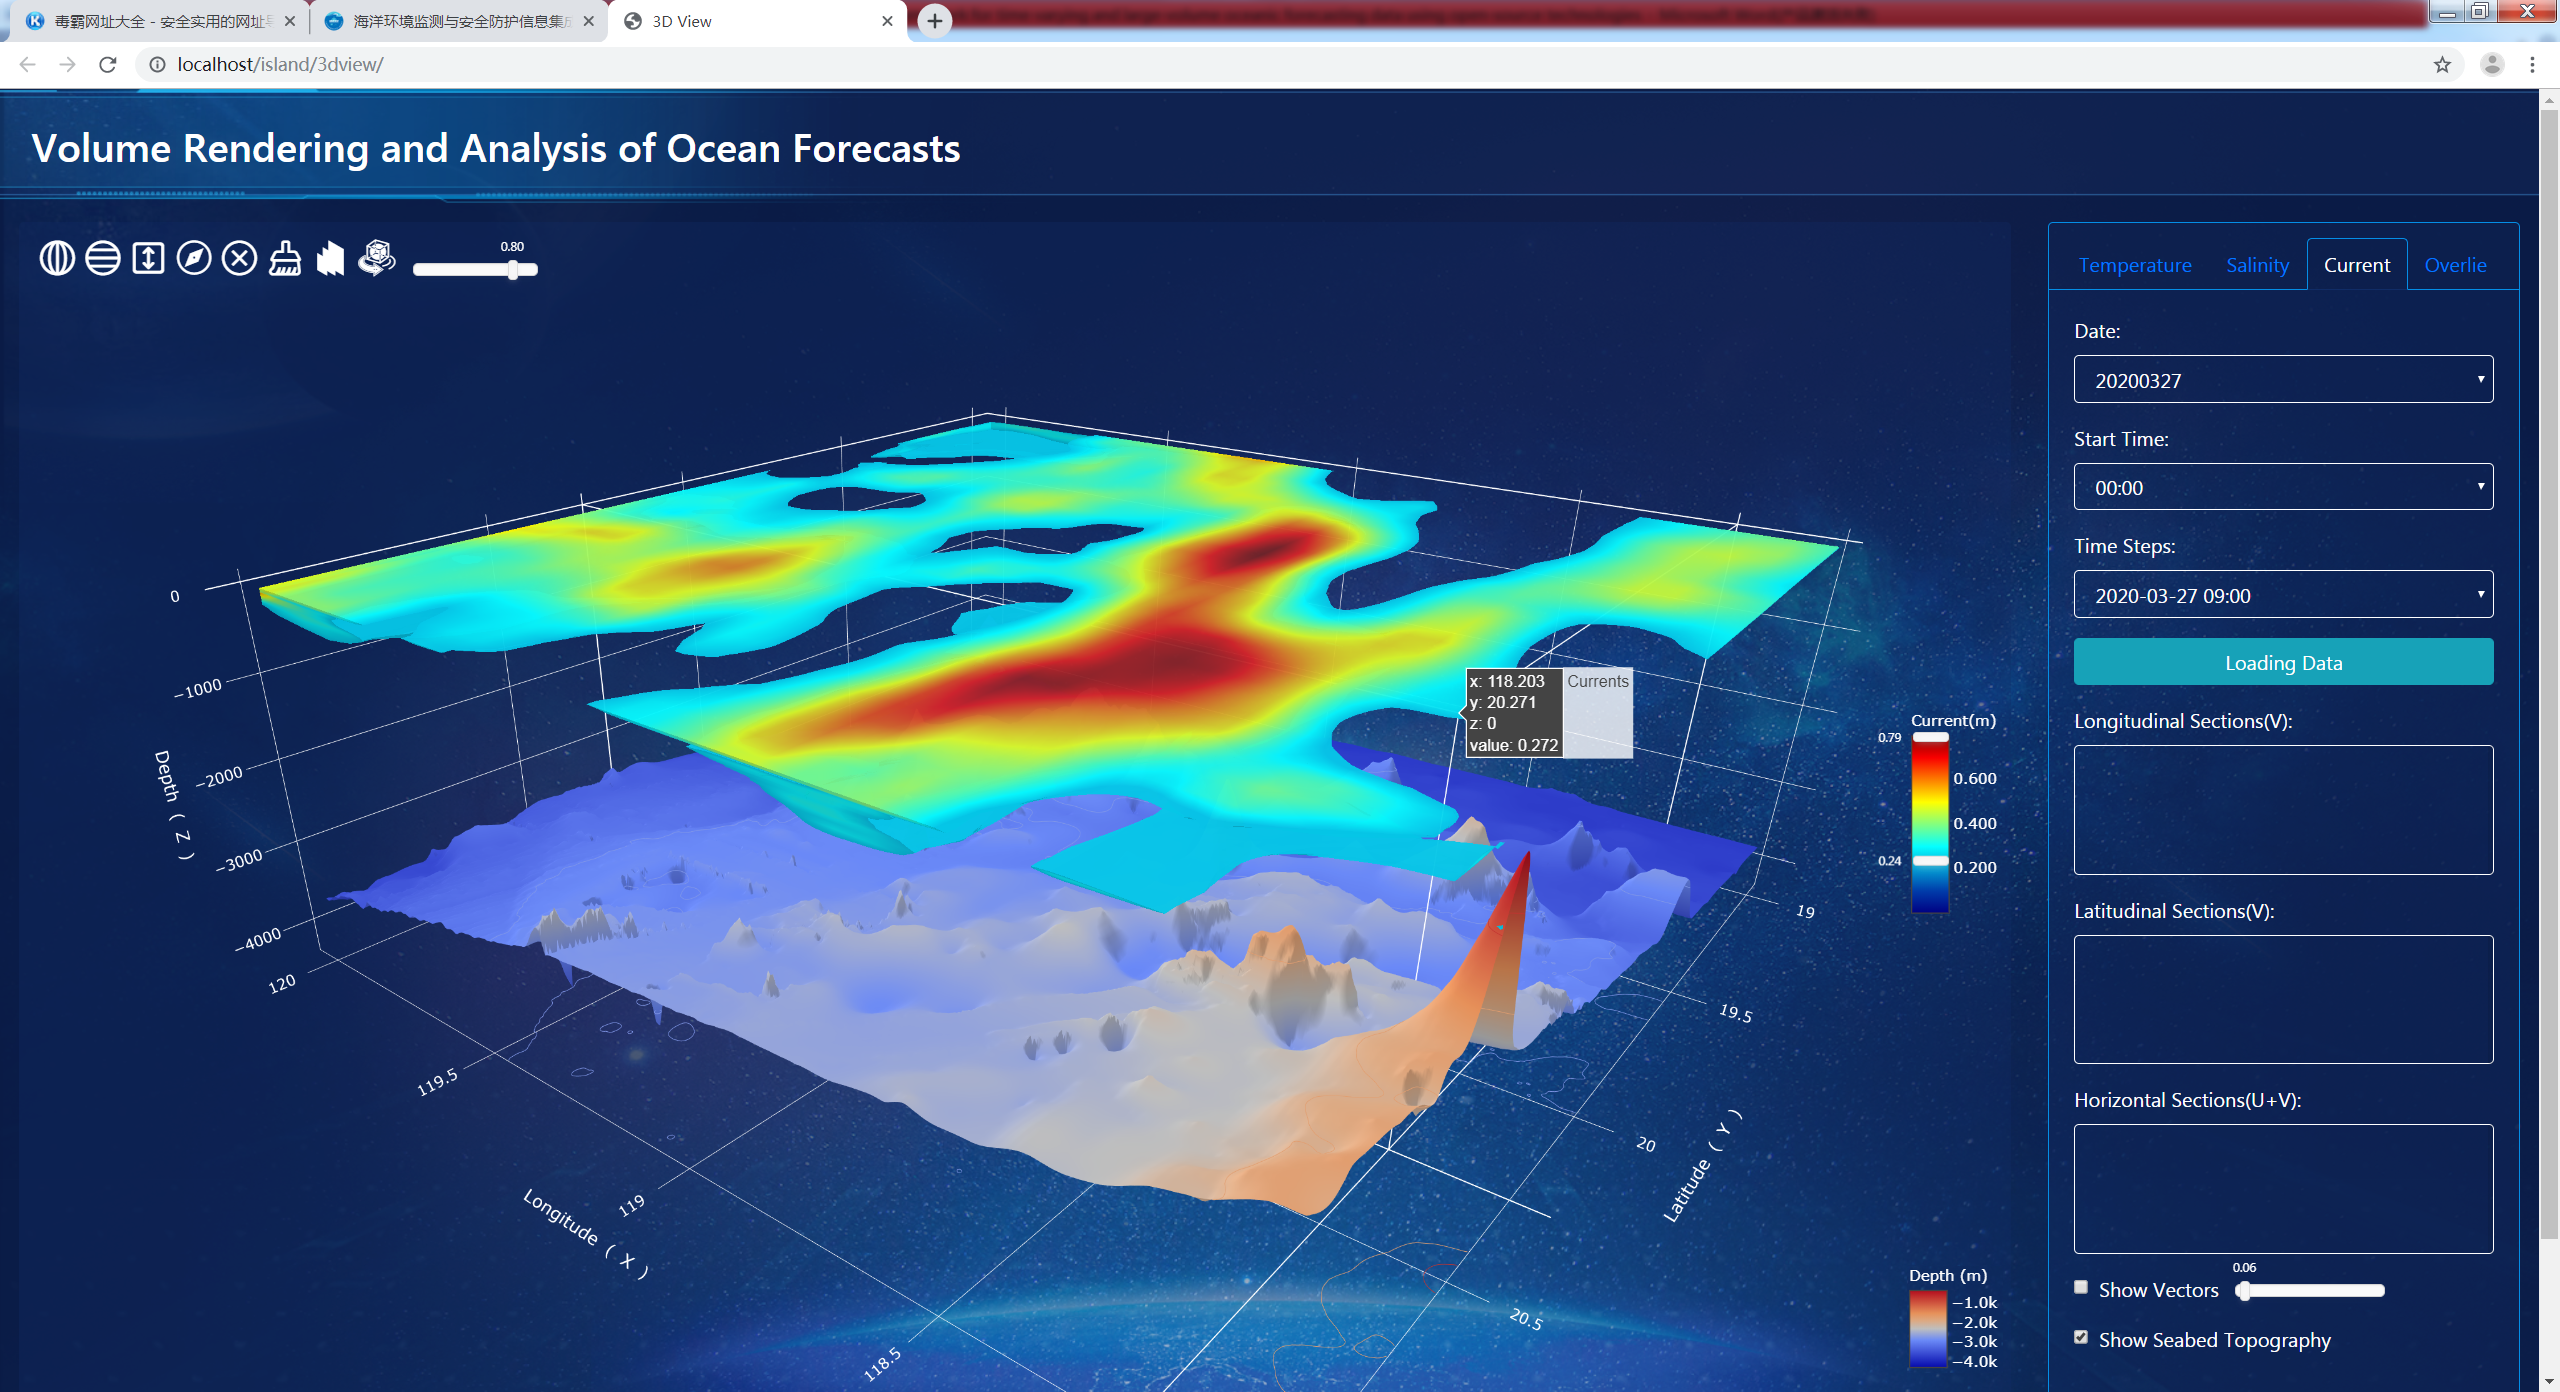 毒霸网址大全 - 安全实用的网址导
海洋环境监测与安全防护信息集成
3D View
localhost/island/3dview/
Volume Rendering and Analysis of Ocean Forecasts
0.80
Temperature
Salinity
Current
Overlie
Date:
20200327
Start Time:
00:00
Time Steps:
2020-03-27 09:00
Loading Data
Longitudinal Sections(V):
Latitudinal Sections(V):
Horizontal Sections(U+V):
0.06
Show Vectors
Show Seabed Topography
0
−1000
−2000
−3000
−4000
Depth ( Z )
120
119.5
119
118.5
Longitude ( X )
19
19.5
20
20.5
Latitude ( Y )
x: 118.203
y: 20.271
z: 0
value: 0.272
Currents
Current(m)
0.79
0.600
0.400
0.24
0.200
Depth (m)
−1.0k
−2.0k
−3.0k
−4.0k